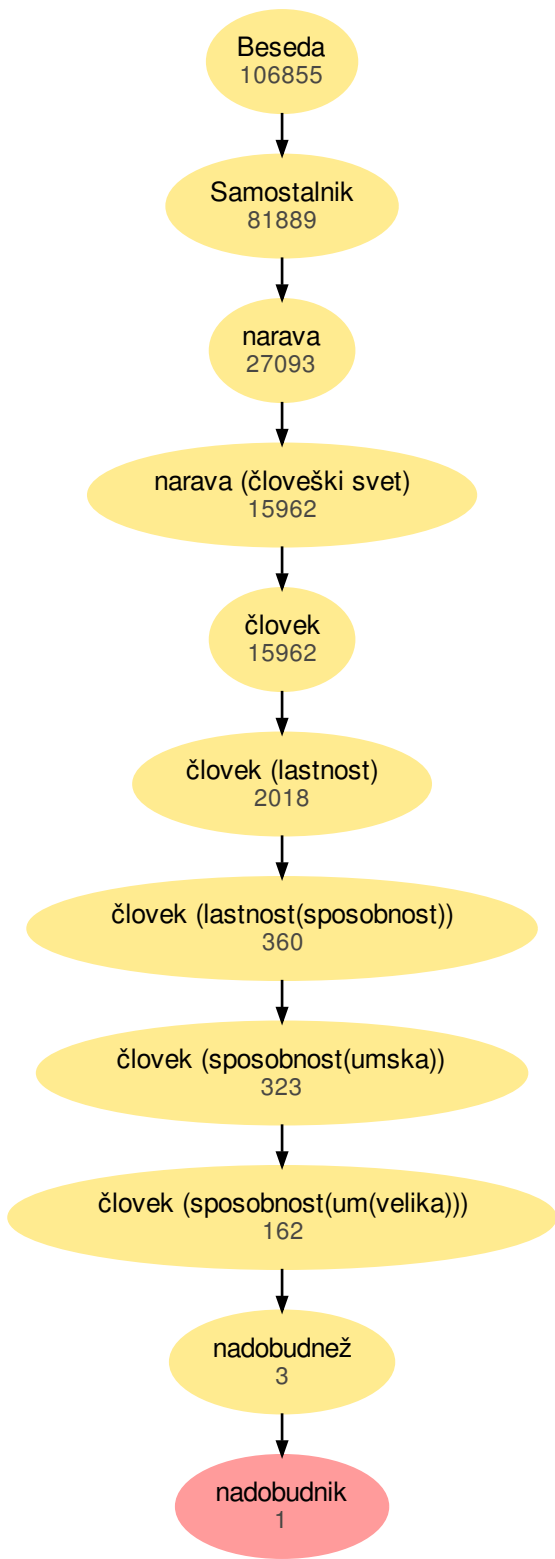 Beseda
106855
Samostalnik
81889
narava
27093
narava (človeški svet)
15962
človek
15962
človek (lastnost)
2018
človek (lastnost(sposobnost))
360
človek (sposobnost(umska))
323
človek (sposobnost(um(velika)))
162
nadobudnež
3
nadobudnik
1